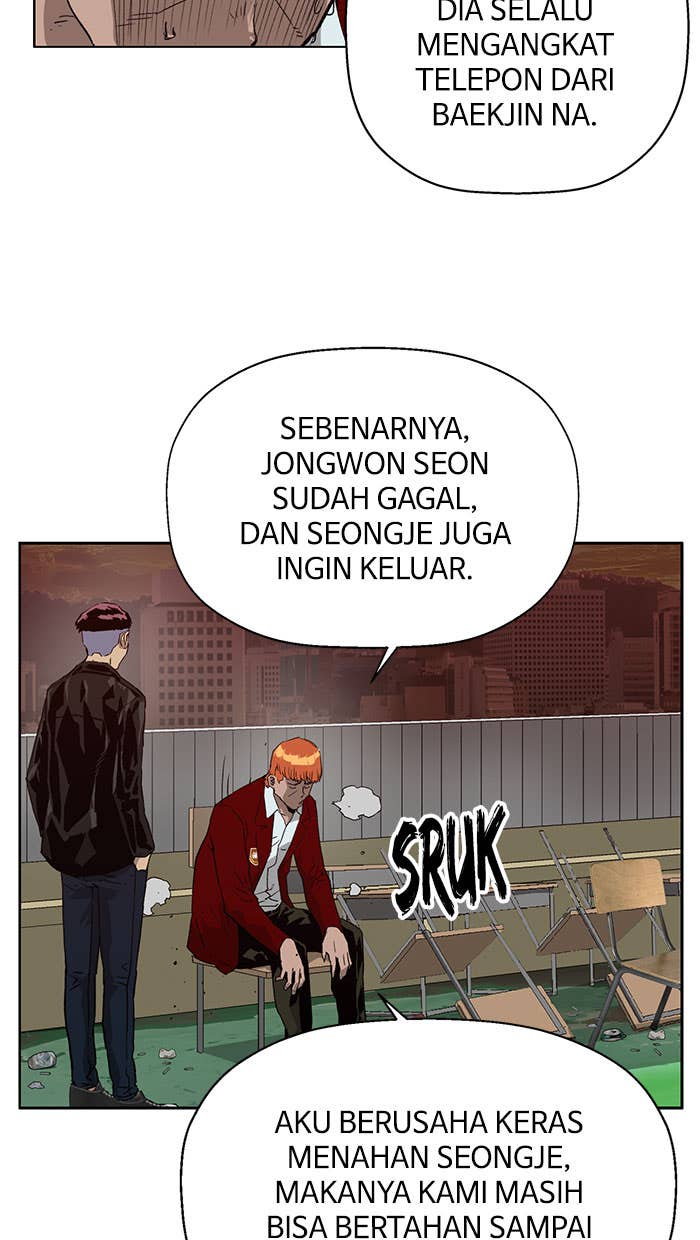 DIA SELALU
MENGANGKAT
TELEPON DARI
BAEKJIN NA.
SEBENARNYA,
JONGWON SEON
SUDAH GAGAL,
DAN SEONGJE JUGA
INGIN KELUAR.
SRUK
AKU BERUSAHA KERAS
MENAHAN SEONGJE,
MAKANYA KAMI MASIH
BISA BERTAHAN SAMPAI